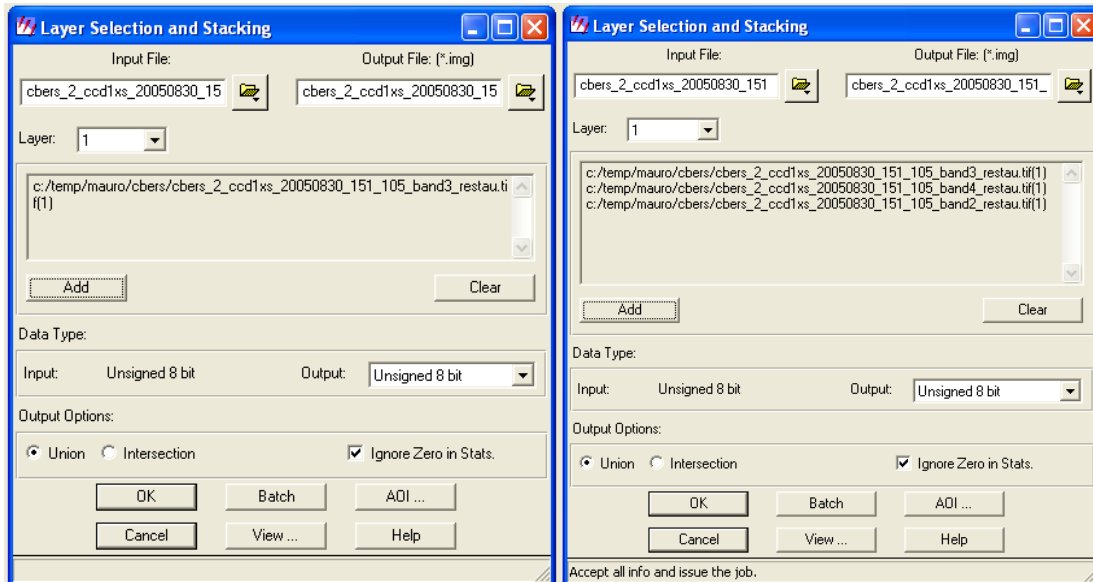 Layer Selection and Stacking
Input File:
Output File: (*.img)
cbers_2_ccd1xs_20050830_15
cbers_2_ccd1xs_20050830_15
Layer:
1
c:/temp/mauro/cbers/cbers_2_ccd1xs_20050830_151_105_band3_restau.ti
f(1)
Add
Clear
Data Type:
Input:
Unsigned 8 bit
Output:
Unsigned 8 bit
Output Options:
Union
Intersection
Ignore Zero in Stats.
OK
Batch
AOI ...
Cancel
View ...
Help
Layer Selection and Stacking
Input File:
Output File: (*.img)
cbers_2_ccd1xs_20050830_151
cbers_2_ccd1xs_20050830_151_
Layer:
1
c:/temp/mauro/cbers/cbers_2_ccd1xs_20050830_151_105_band3_restau.tif(1)
c:/temp/mauro/cbers/cbers_2_ccd1xs_20050830_151_105_band4_restau.tif(1)
c:/temp/mauro/cbers/cbers_2_ccd1xs_20050830_151_105_band2_restau.tif(1)
Add
Clear
Data Type:
Input:
Unsigned 8 bit
Output:
Unsigned 8 bit
Output Options:
Union
Intersection
Ignore Zero in Stats.
OK
Batch
AOI ...
Cancel
View ...
Help
Accept all info and issue the job.